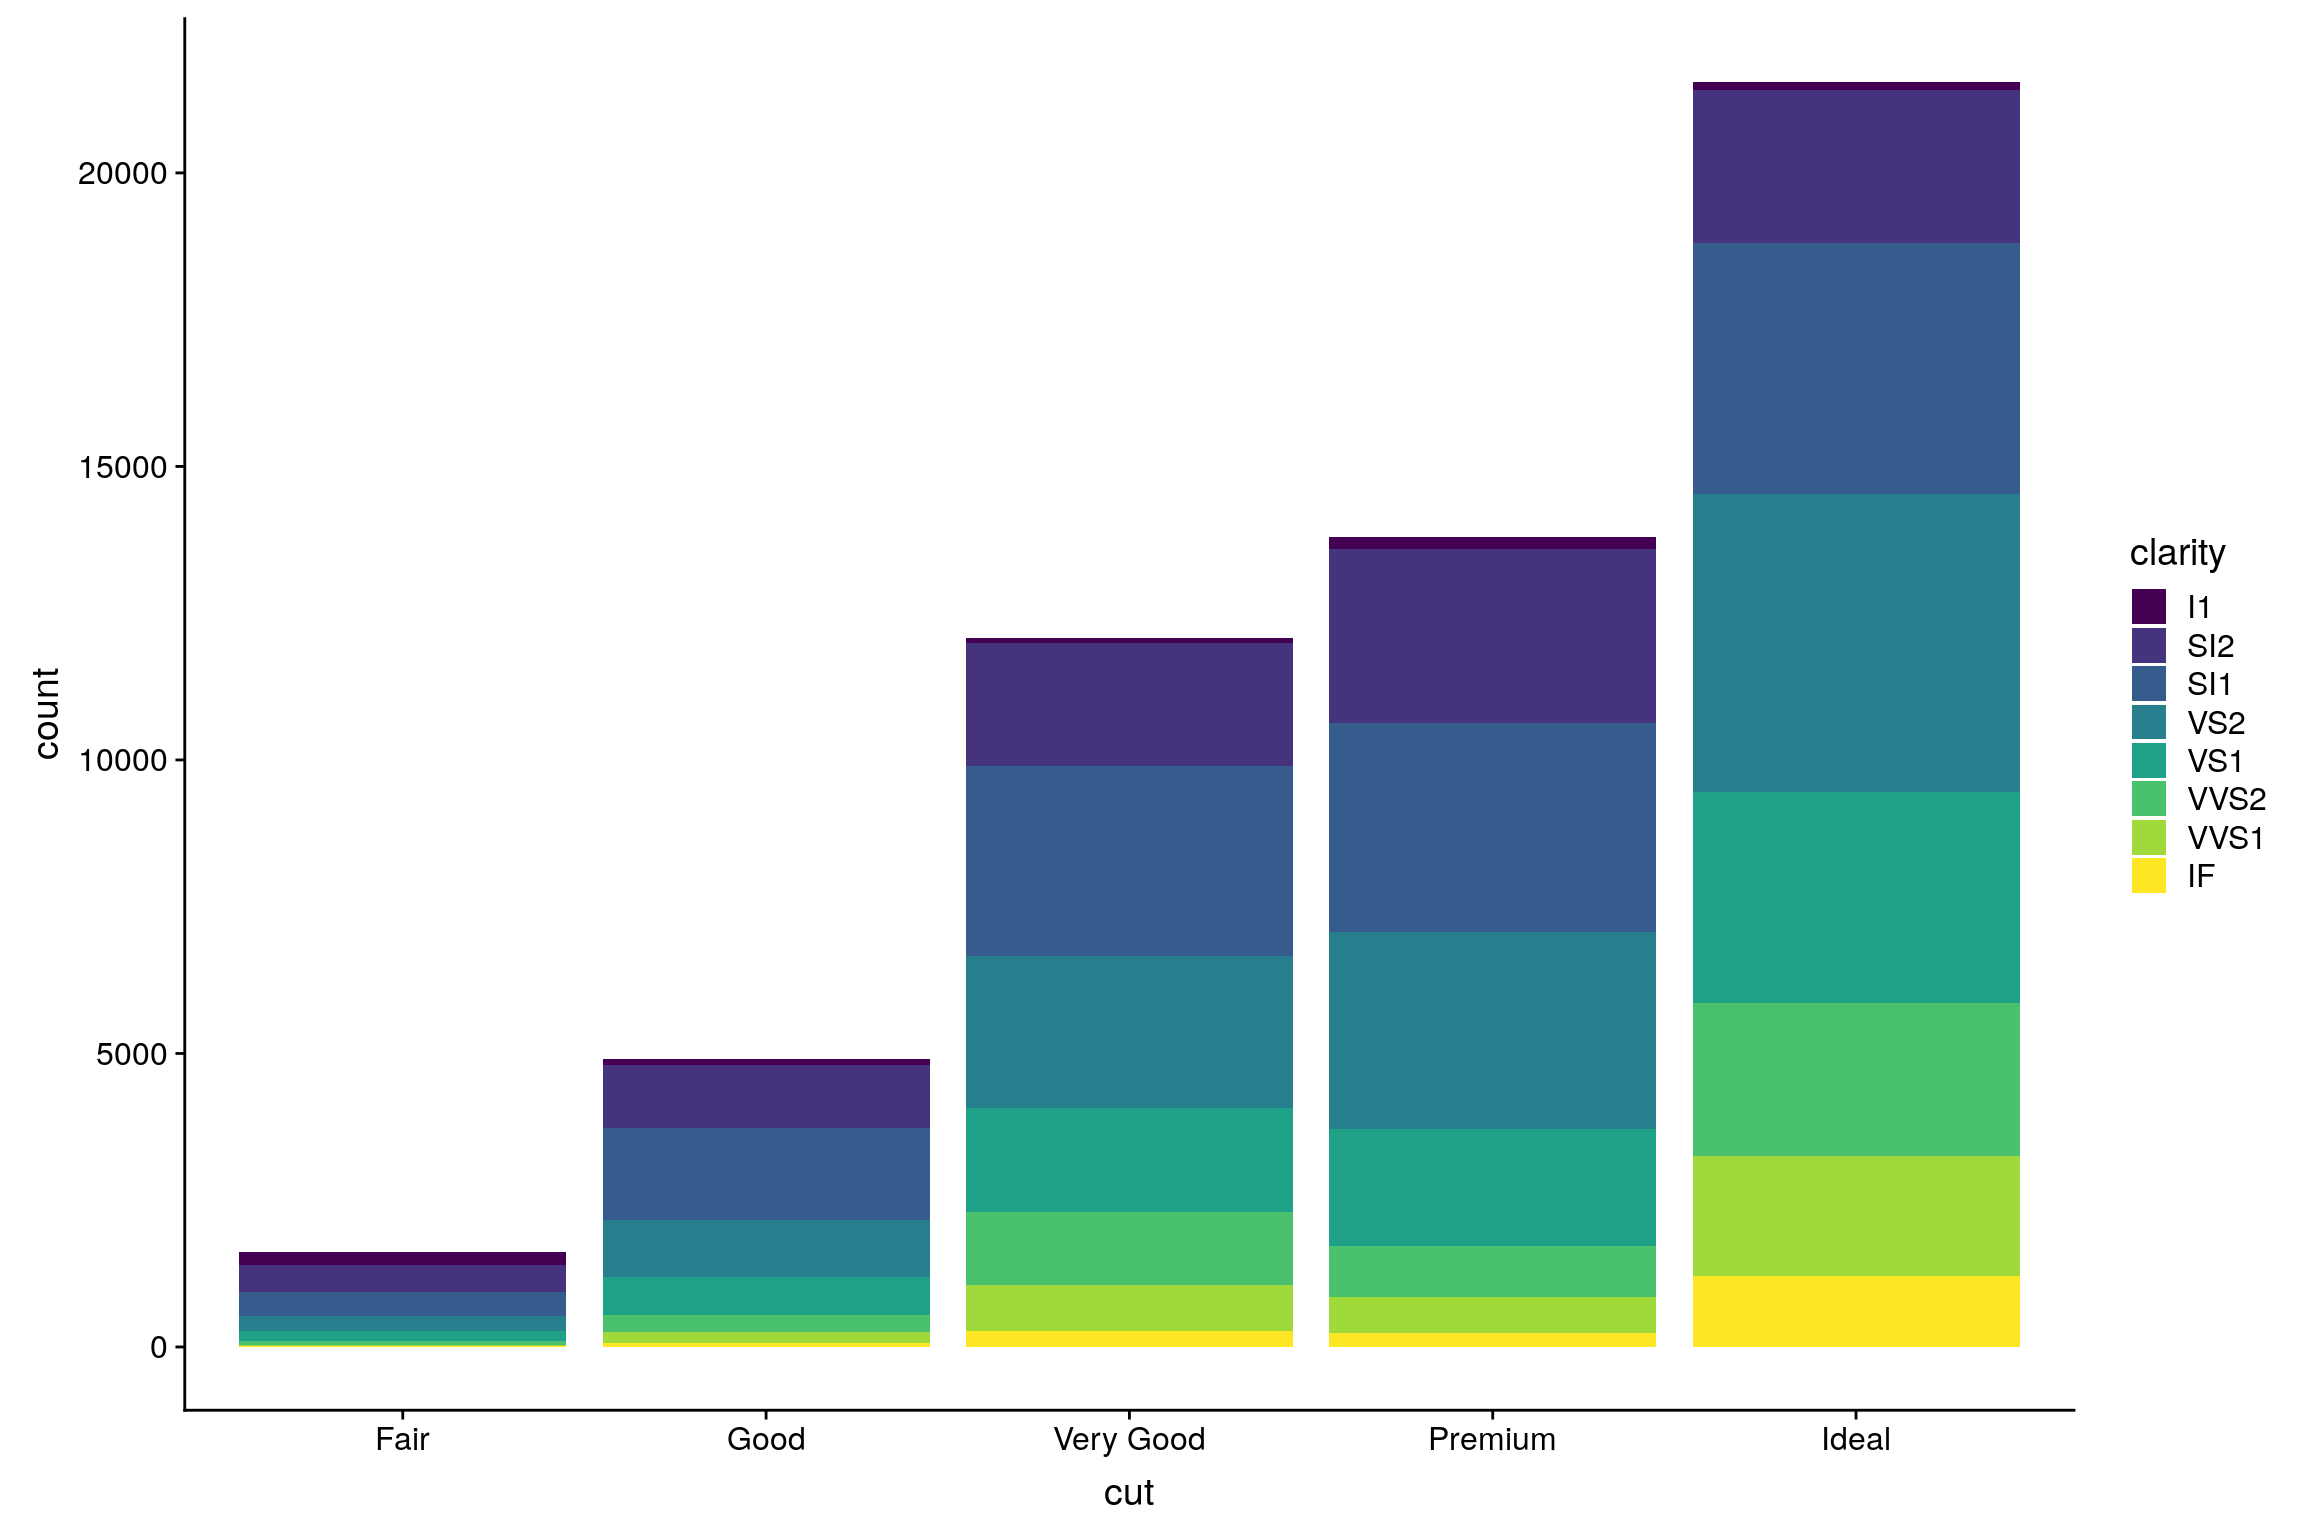 20000
15000
10000
5000
0
count
Fair
Good
Very Good
Premium
Ideal
cut
clarity
I1
SI2
SI1
VS2
VS1
VVS2
VVS1
IF